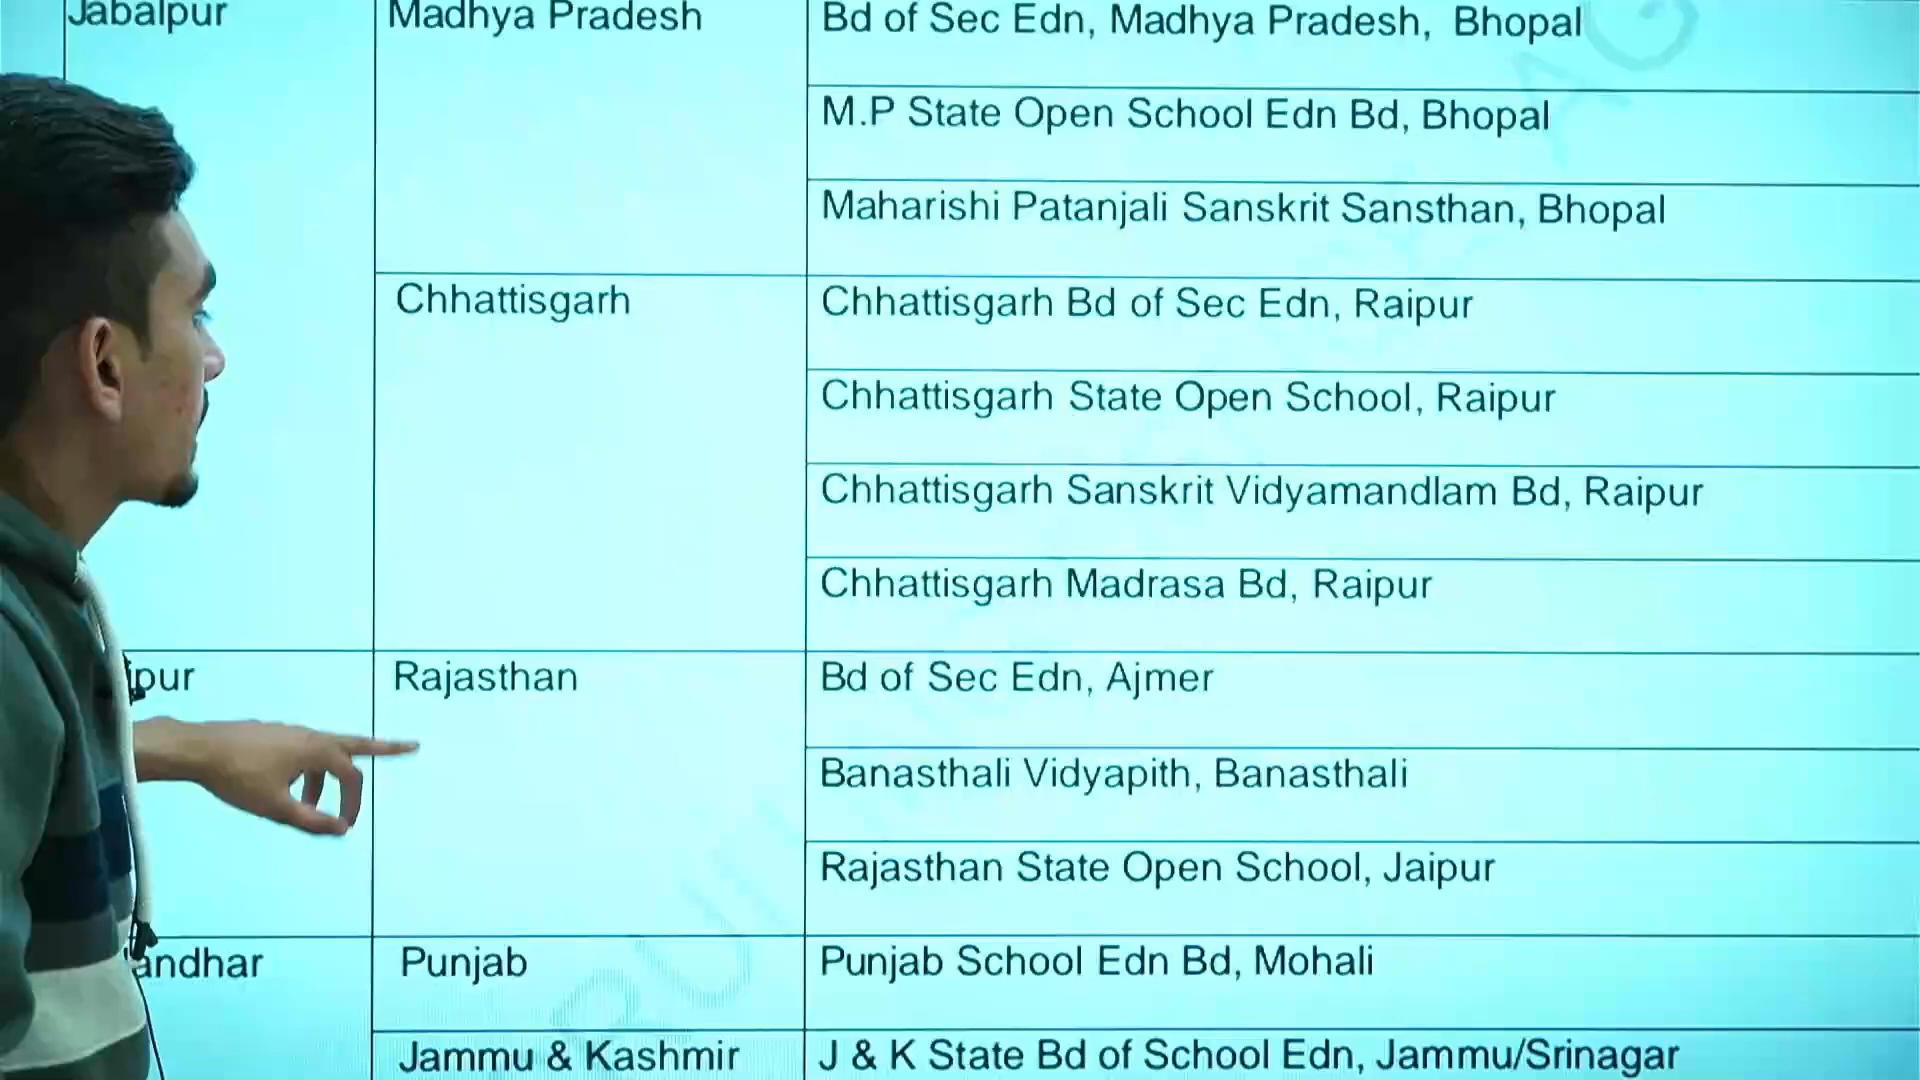 Jabalpur
Madhya Pradesh
Bd of Sec Edn, Madhya Pradesh, Bhopal
M.P State Open School Edn Bd, Bhopal
Maharishi Patanjali Sanskrit Sansthan, Bhopal
Chhattisgarh
Chhattisgarh Bd of Sec Edn, Raipur
Chhattisgarh State Open School, Raipur
Chhattisgarh Sanskrit Vidyamandlam Bd, Raipur
Chhattisgarh Madrasa Bd, Raipur
ipur
Rajasthan
Bd of Sec Edn, Ajmer
Banasthali Vidyapith, Banasthali
Rajasthan State Open School, Jaipur
andhar
Punjab
Punjab School Edn Bd, Mohali
Jammu & Kashmir
J & K State Bd of School Edn, Jammu/Srinagar